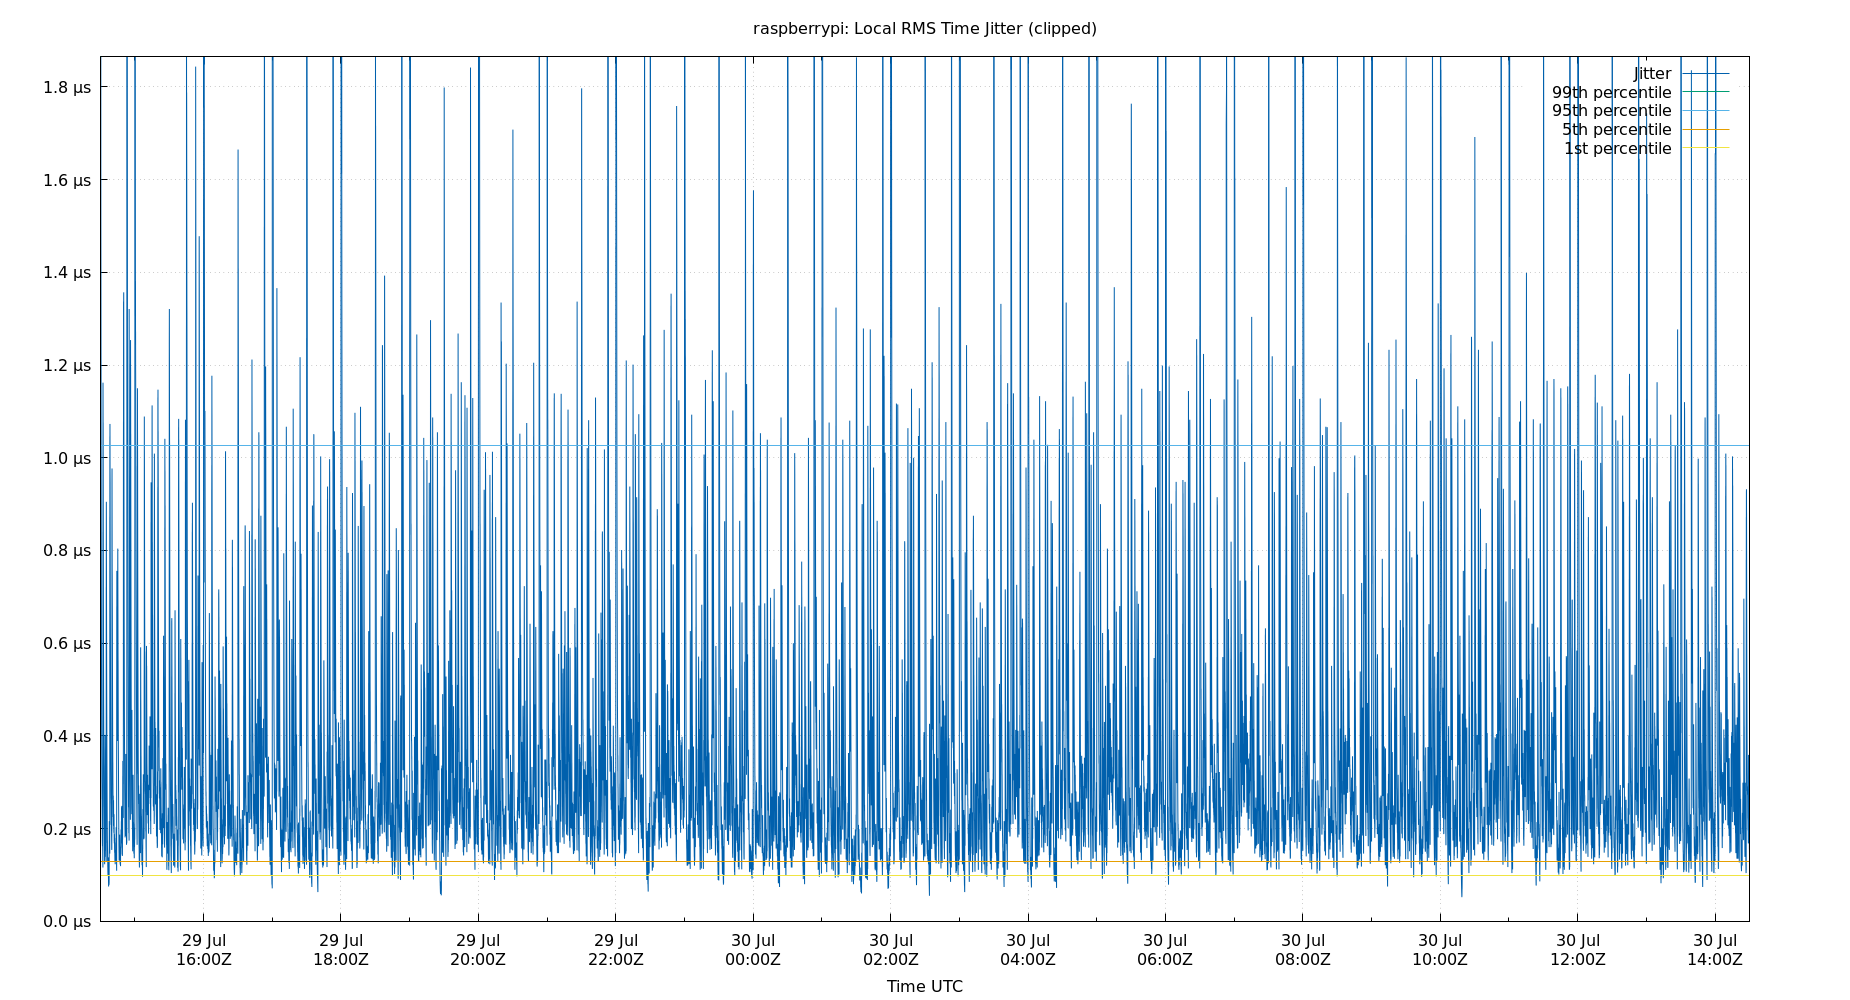 raspberrypi: Local RMS Time Jitter (clipped)
Jitter
99th percentile
95th percentile
5th percentile
1st percentile
1.8 µs
1.6 µs
1.4 µs
1.2 µs
1.0 µs
0.8 µs
0.6 µs
0.4 µs
0.2 µs
0.0 µs
29 Jul 29 Jul 29 Jul 29 Jul 30 Jul 30 Jul 30 Jul 30 Jul 30 Jul 30 Jul 30 Jul 30 Jul
16:00Z 18:00Z 20:00Z 22:00Z 00:00Z 02:00Z 04:00Z 06:00Z 08:00Z 10:00Z 12:00Z 14:00Z
Time UTC